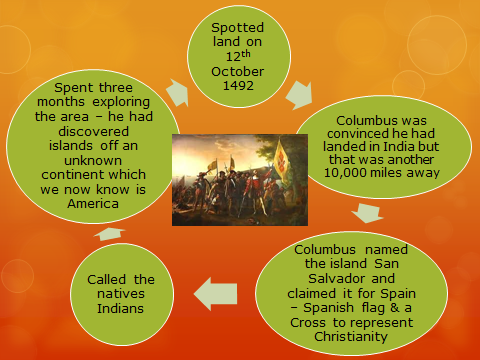 Spotted
land on
12th
October
1492
Columbus was
convinced he had
landed in India but
that was another
10,000 miles away
Columbus named
the island San
Salvador and
claimed it for Spain
– Spanish flag & a
Cross to represent
Christianity
Called the
natives
Indians
Spent three
months exploring
the area – he had
discovered
islands off an
unknown
continent which
we now know is
America